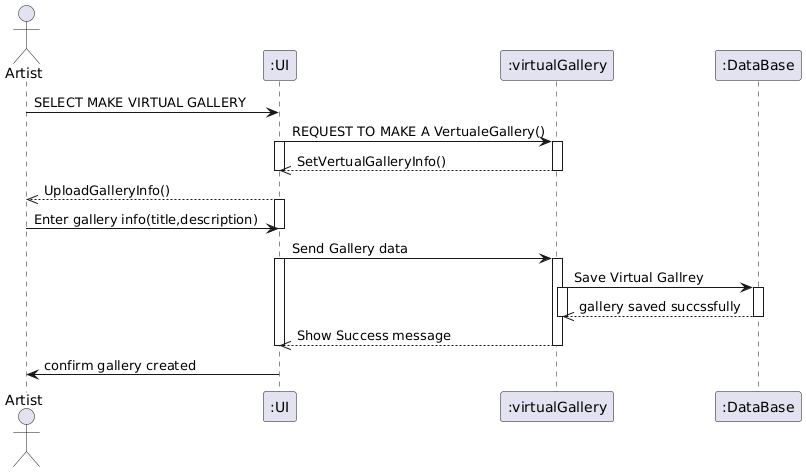 Artist
:UI
:virtualGallery
:DataBase
SELECT MAKE VIRTUAL GALLERY
REQUEST TO MAKE A VertualeGallery()
SetVertualGalleryInfo()
UploadGalleryInfo()
Enter gallery info(title,description)
Send Gallery data
Save Virtual Gallrey
gallery saved succssfully
Show Success message
confirm gallery created
Artist
:UI
:virtualGallery
:DataBase